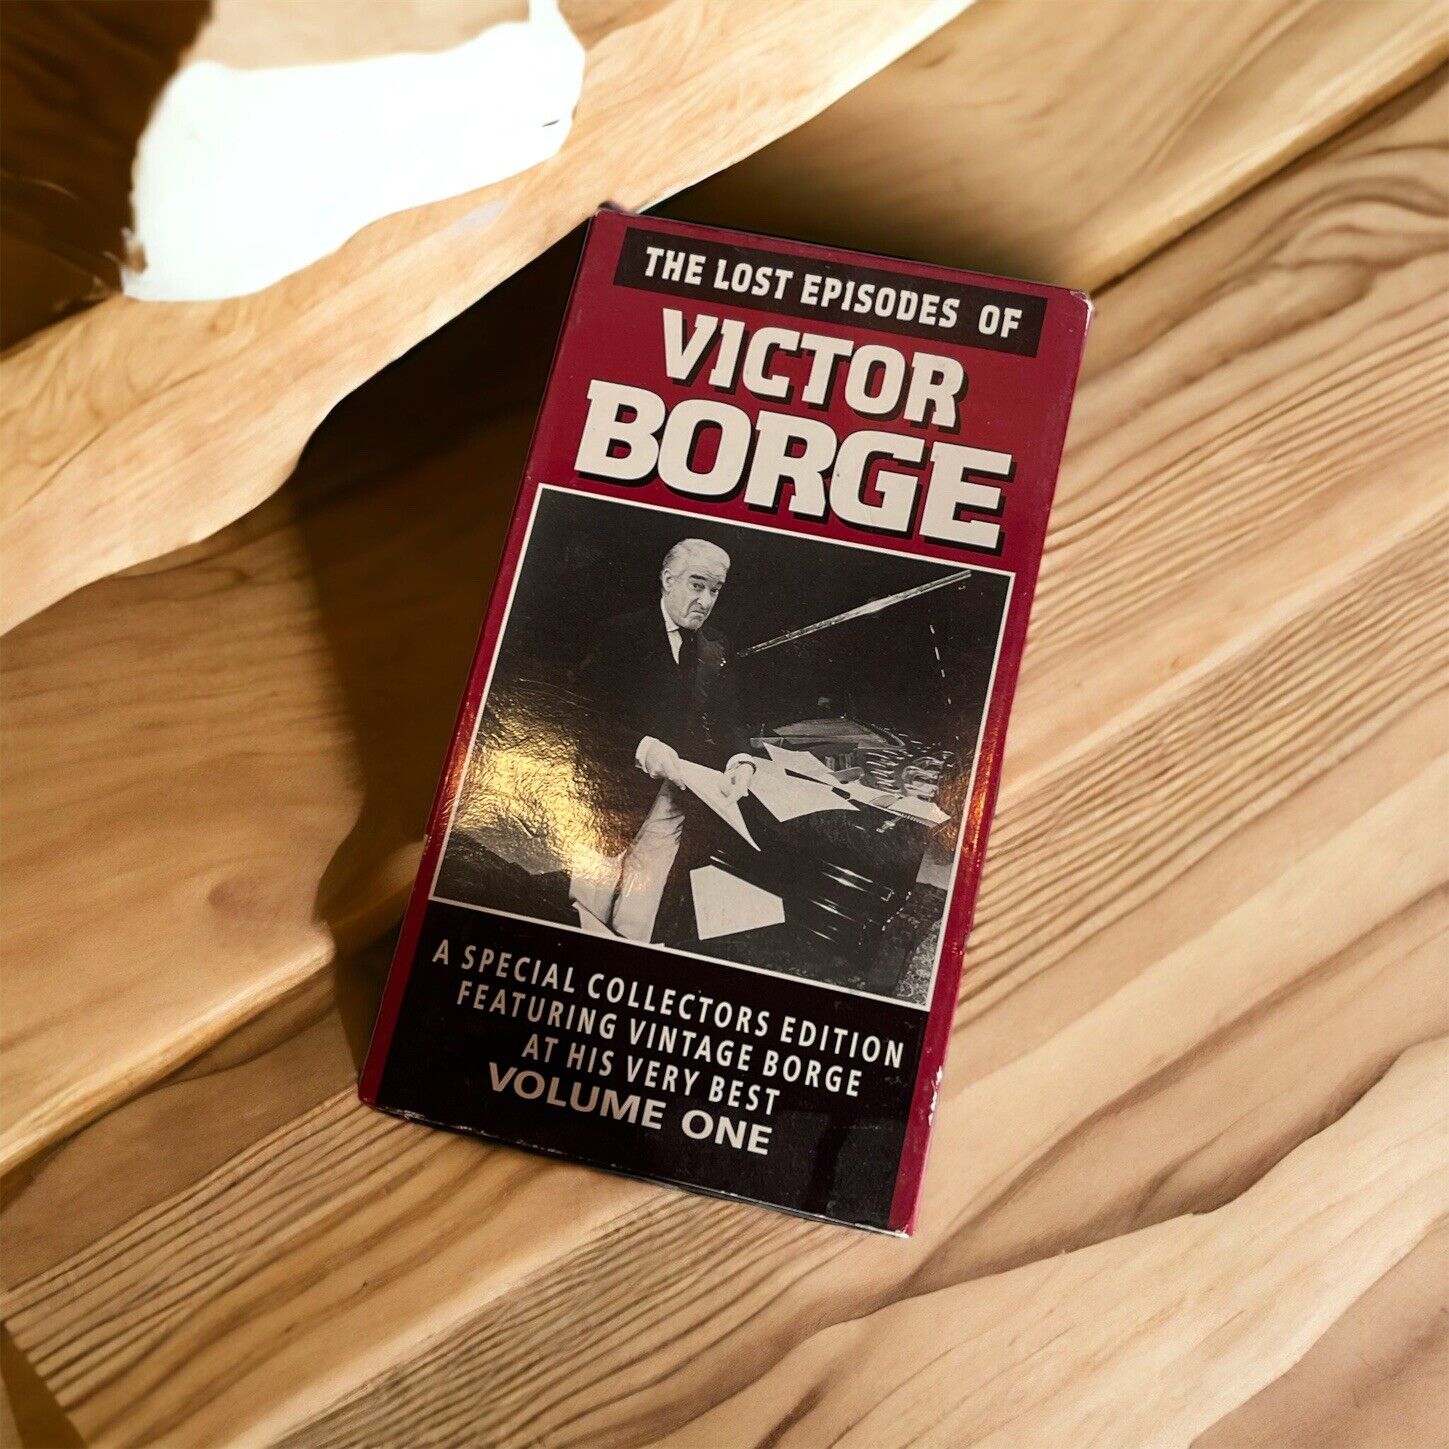 THE LOST EPISODES OF
VICTOR
BORGE
A SPECIAL COLLECTORS EDITION
FEATURING VINTAGE BORGE
AT HIS VERY BEST
VOLUME ONE